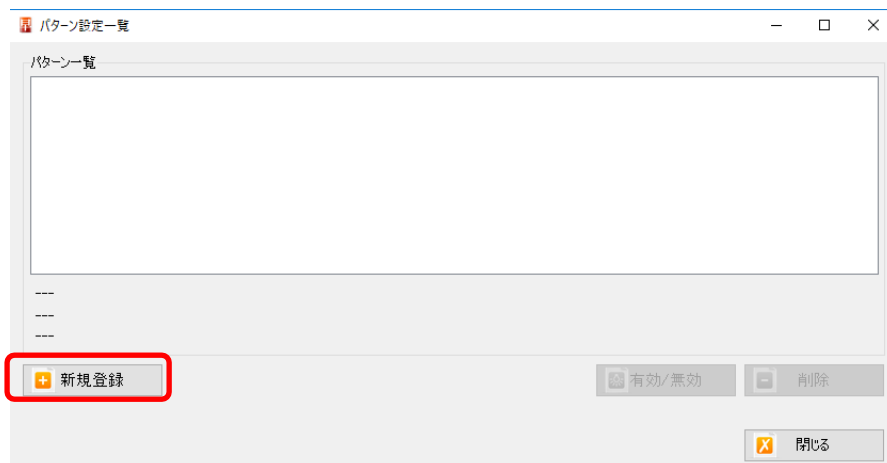 パターン設定一覧
パターン一覧
---
---
---
新規登録
有効/無効
削除
閉じる